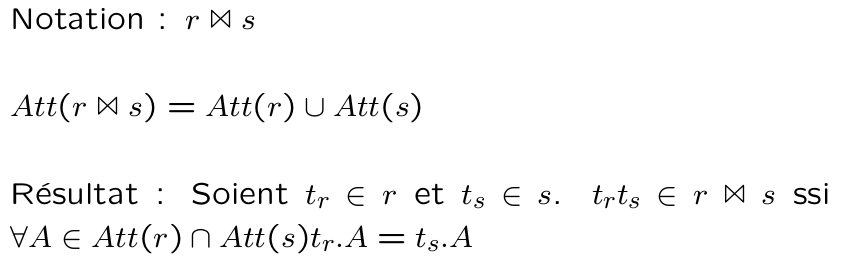 Notation : r ⋈ s
Att(r ⋈ s) = Att(r) ∪ Att(s)
Résultat : Soient t_r ∈ r et t_s ∈ s. t_r t_s ∈ r ⋈ s ssi
∀A ∈ Att(r) ∩ Att(s)t_r.A = t_s.A